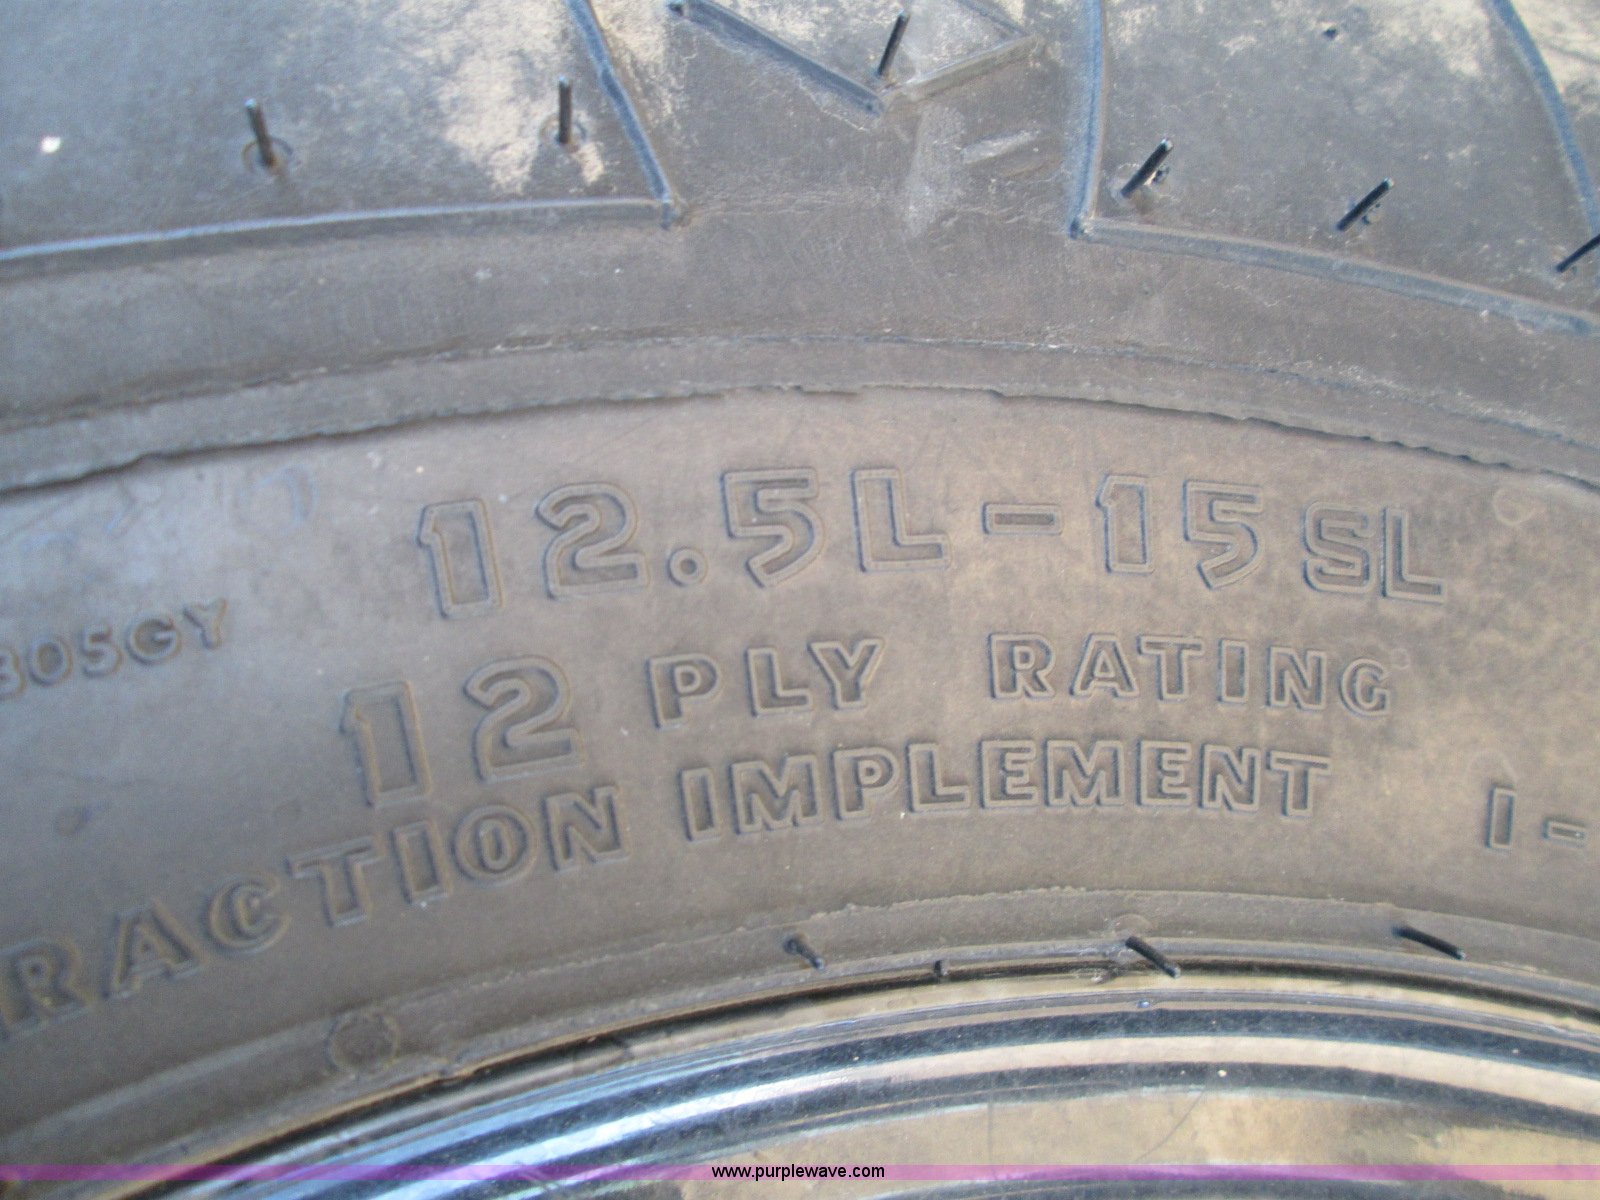 12.5L-15SL
305GY
12 PLY RATING
RACTION IMPLEMENT I-
www.purplewave.com